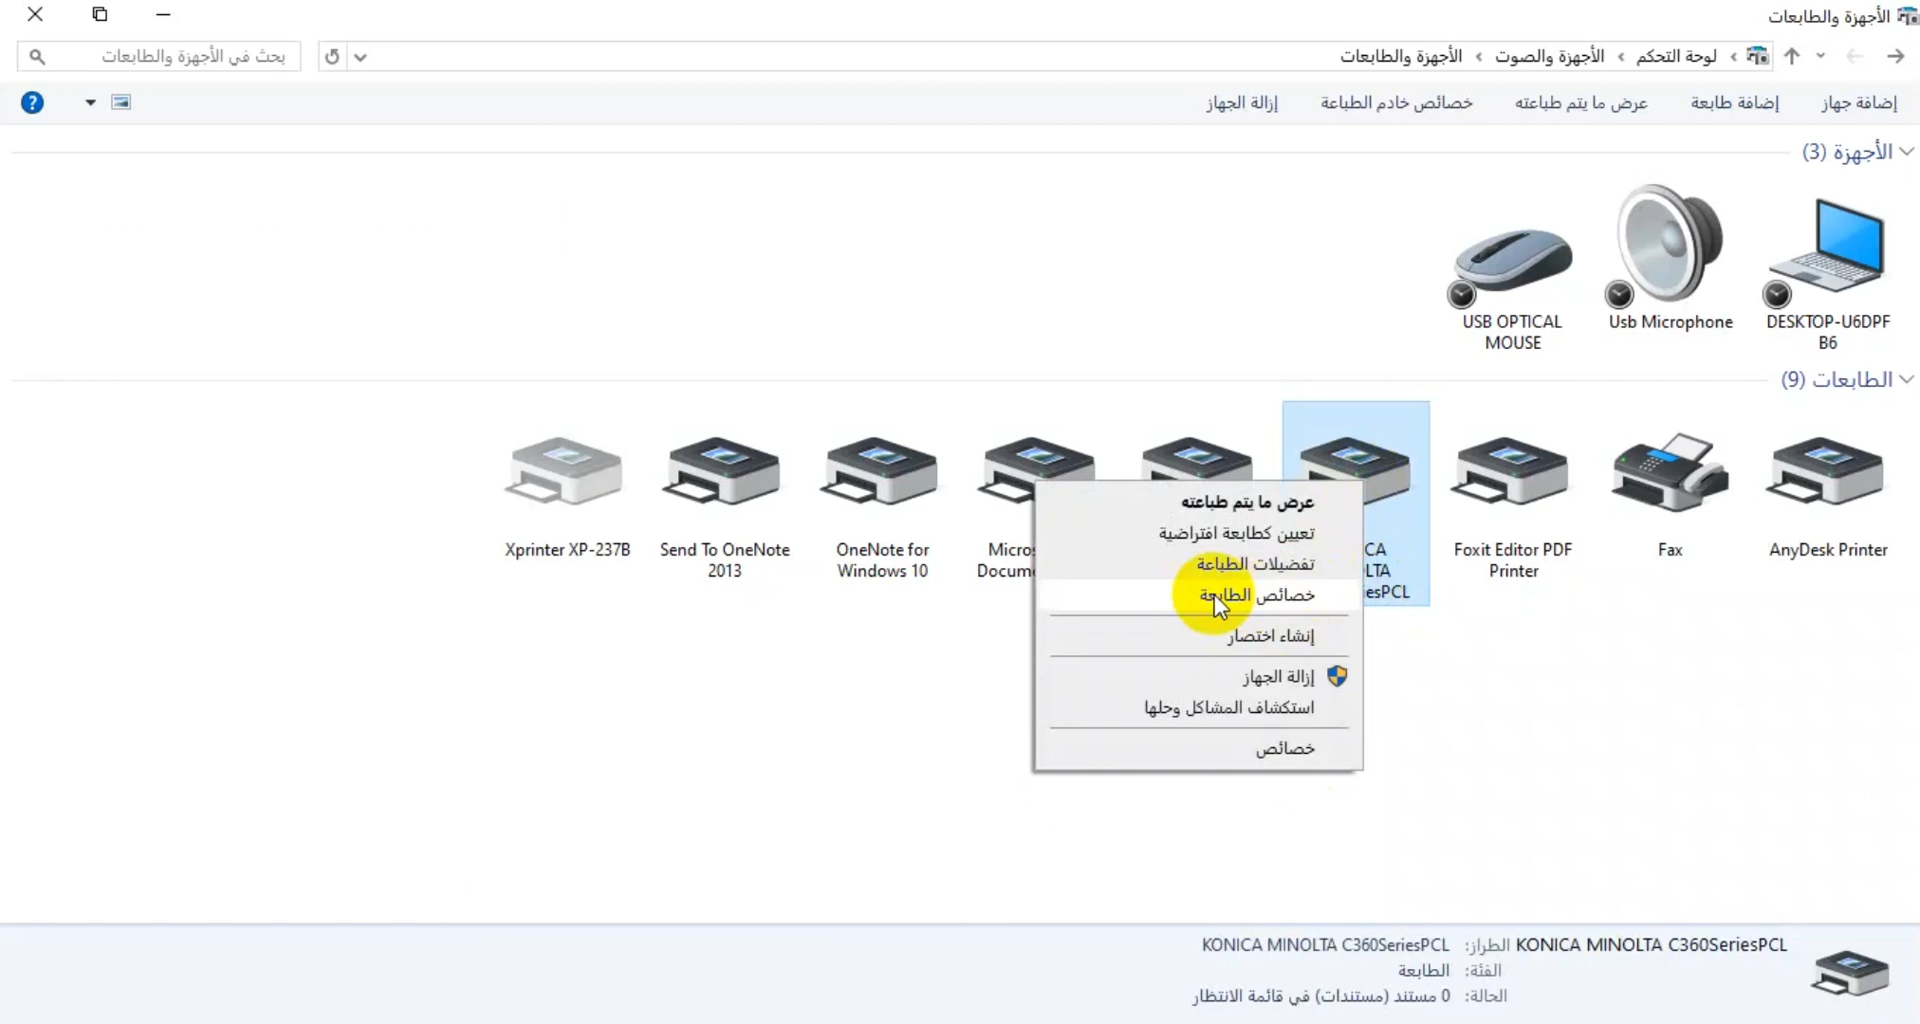 الأجهزة والطابعات
لوحة التحكم › الأجهزة والصوت › الأجهزة والطابعات
بحث في الأجهزة والطابعات
إضافة جهاز
إضافة طابعة
عرض ما يتم طباعته
خصائص خادم الطباعة
إزالة الجهاز
الأجهزة (3)
DESKTOP-U6DPF
B6
Usb Microphone
USB OPTICAL
MOUSE
الطابعات (9)
AnyDesk Printer
Fax
Foxit Editor PDF
Printer
OneNote for
Windows 10
Send To OneNote
2013
Xprinter XP-237B
عرض ما يتم طباعته
تعيين كطابعة افتراضية
تفضيلات الطباعة
خصائص الطابعة
إنشاء اختصار
إزالة الجهاز
استكشاف المشاكل وحلها
خصائص
KONICA MINOLTA C360SeriesPCL
الطراز: KONICA MINOLTA C360SeriesPCL
الفئة: الطابعة
الحالة: 0 مستند (مستندات) في قائمة الانتظار